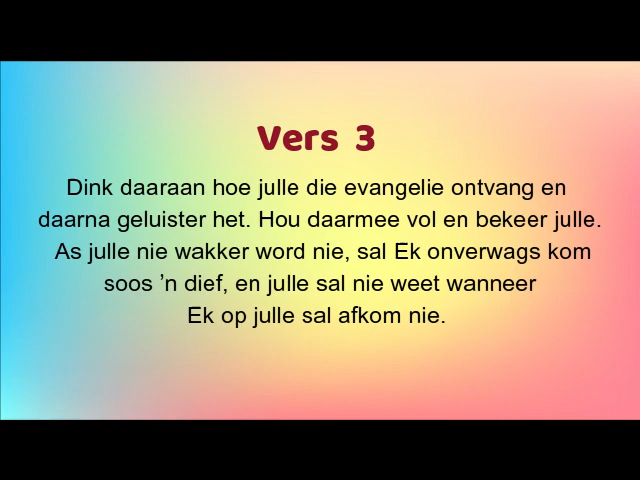 Vers 3
Dink daaraan hoe julle die evangelie ontvang en
daarna geluister het. Hou daarmee vol en bekeer julle.
As julle nie wakker word nie, sal Ek onverwags kom
soos ’n dief, en julle sal nie weet wanneer
Ek op julle sal afkom nie.